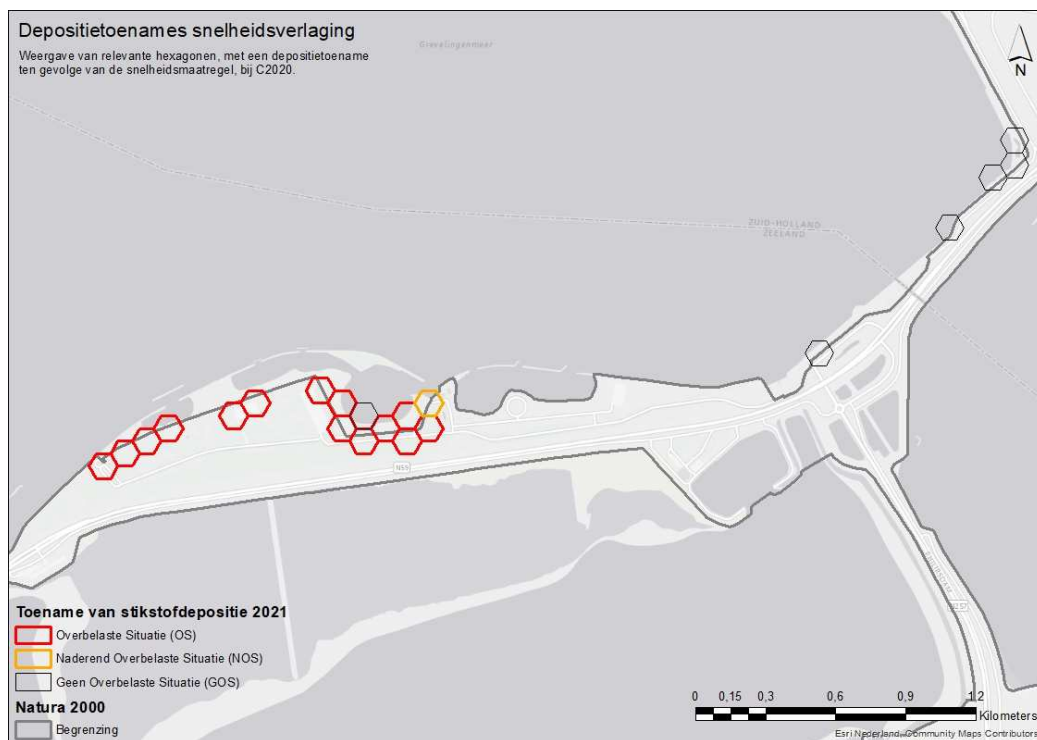 Depositietoenames snelheidsverlaging
Weergave van relevante hexagonen, met een depositietoename
ten gevolge van de snelheidsmaatregel, bij C2020.
Grevelingenmeer
N
ZUID-HOLLAND
ZEELAND
N59
N257
Toename van stikstofdepositie 2021
Overbelaste Situatie (OS)
Naderend Overbelaste Situatie (NOS)
Geen Overbelaste Situatie (GOS)
Natura 2000
Begrenzing
0 0,15 0,3 0,6 0,9 1,2
Kilometers
Esri Nederland, Community Maps Contributors